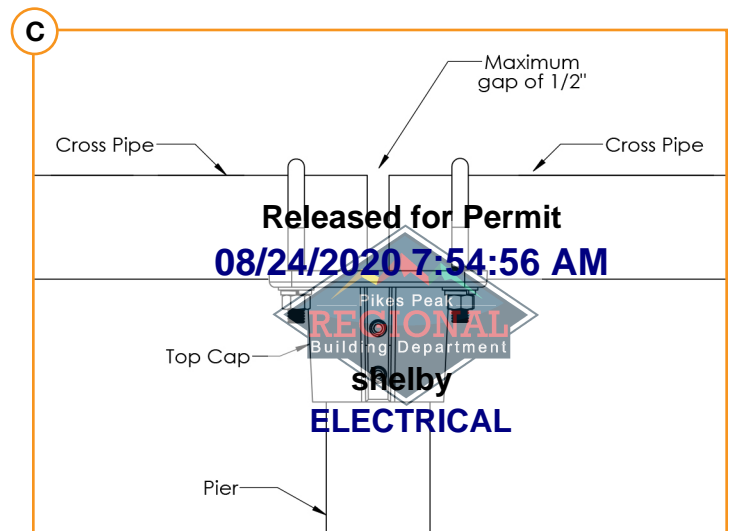 C
Maximum
gap of 1/2"
Cross Pipe
Cross Pipe
Released for Permit
08/24/2020 7:54:56 AM
Pikes Peak
REGIONAL
Building Department
Top Cap
shelby
ELECTRICAL
Pier